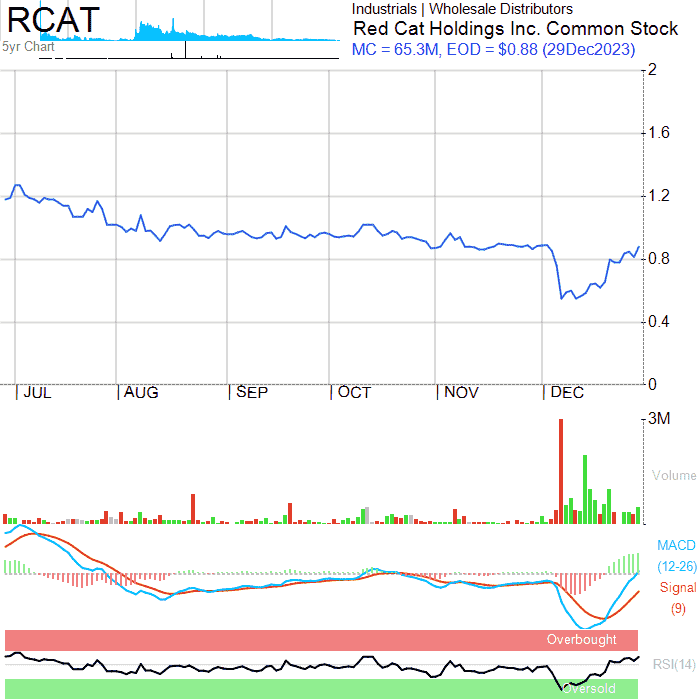 RCAT
5yr Chart
Industrials | Wholesale Distributors
Red Cat Holdings Inc. Common Stock
MC = 65.3M, EOD = $0.88 (29Dec2023)
2
1.6
1.2
0.8
0.4
0
JUL AUG SEP OCT NOV DEC
3M
Volume
MACD
(12-26)
Signal
(9)
Overbought
RSI(14)
Oversold